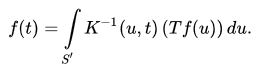 f(t) = ∫_{S'} K^{-1}(u,t) (Tf(u)) du.